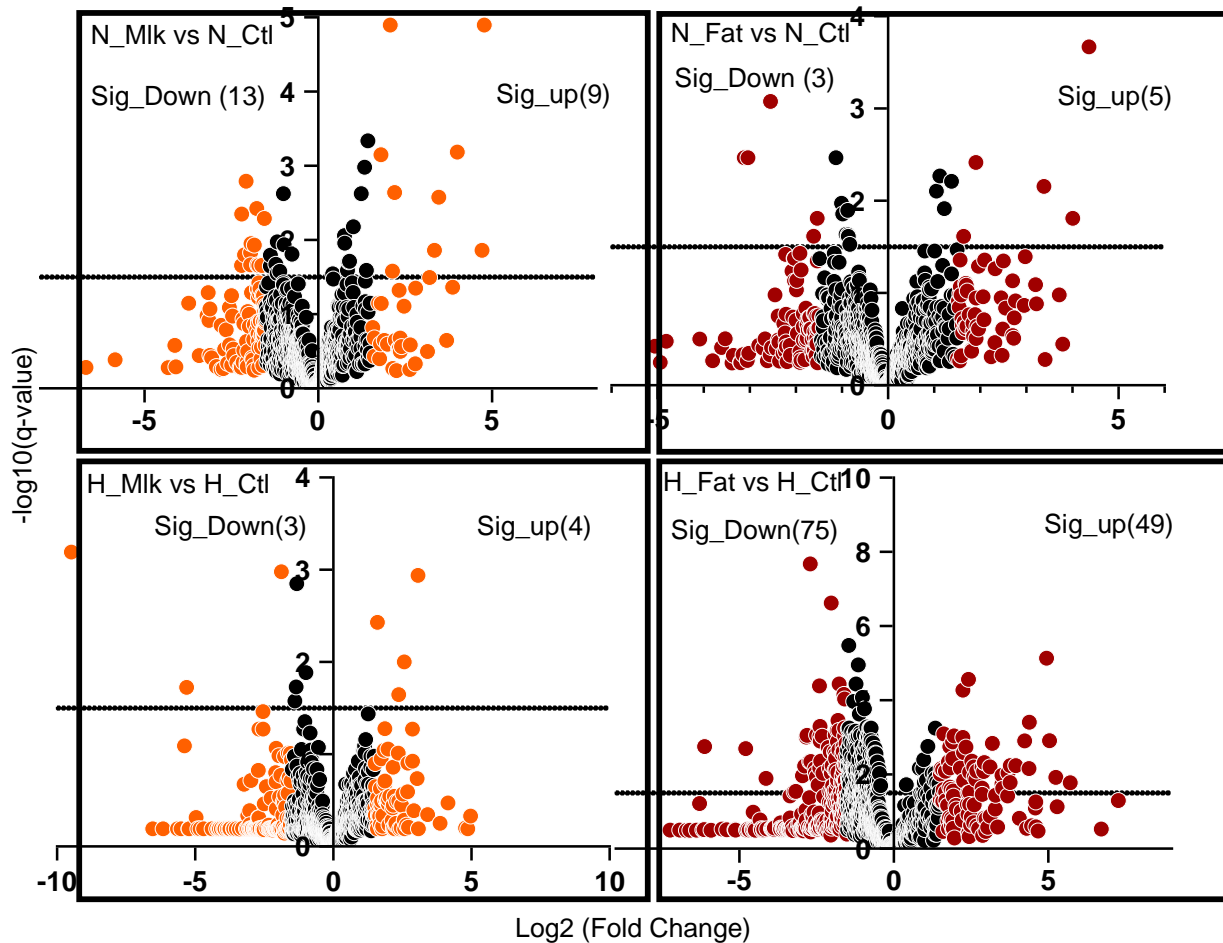 N_Mlk vs N_Ctl
Sig_Down (13)
Sig_up(9)
5
4
3
2
0
-5
0
5
N_Fat vs N_Ctl
Sig_Down (3)
Sig_up(5)
4
3
2
0
-5
0
5
H_Mlk vs H_Ctl
Sig_Down(3)
Sig_up(4)
4
3
2
0
-10
-5
0
5
10
H_Fat vs H_Ctl
Sig_Down(75)
Sig_up(49)
10
8
6
4
2
0
-5
0
5
-log10(q-value)
Log2 (Fold Change)